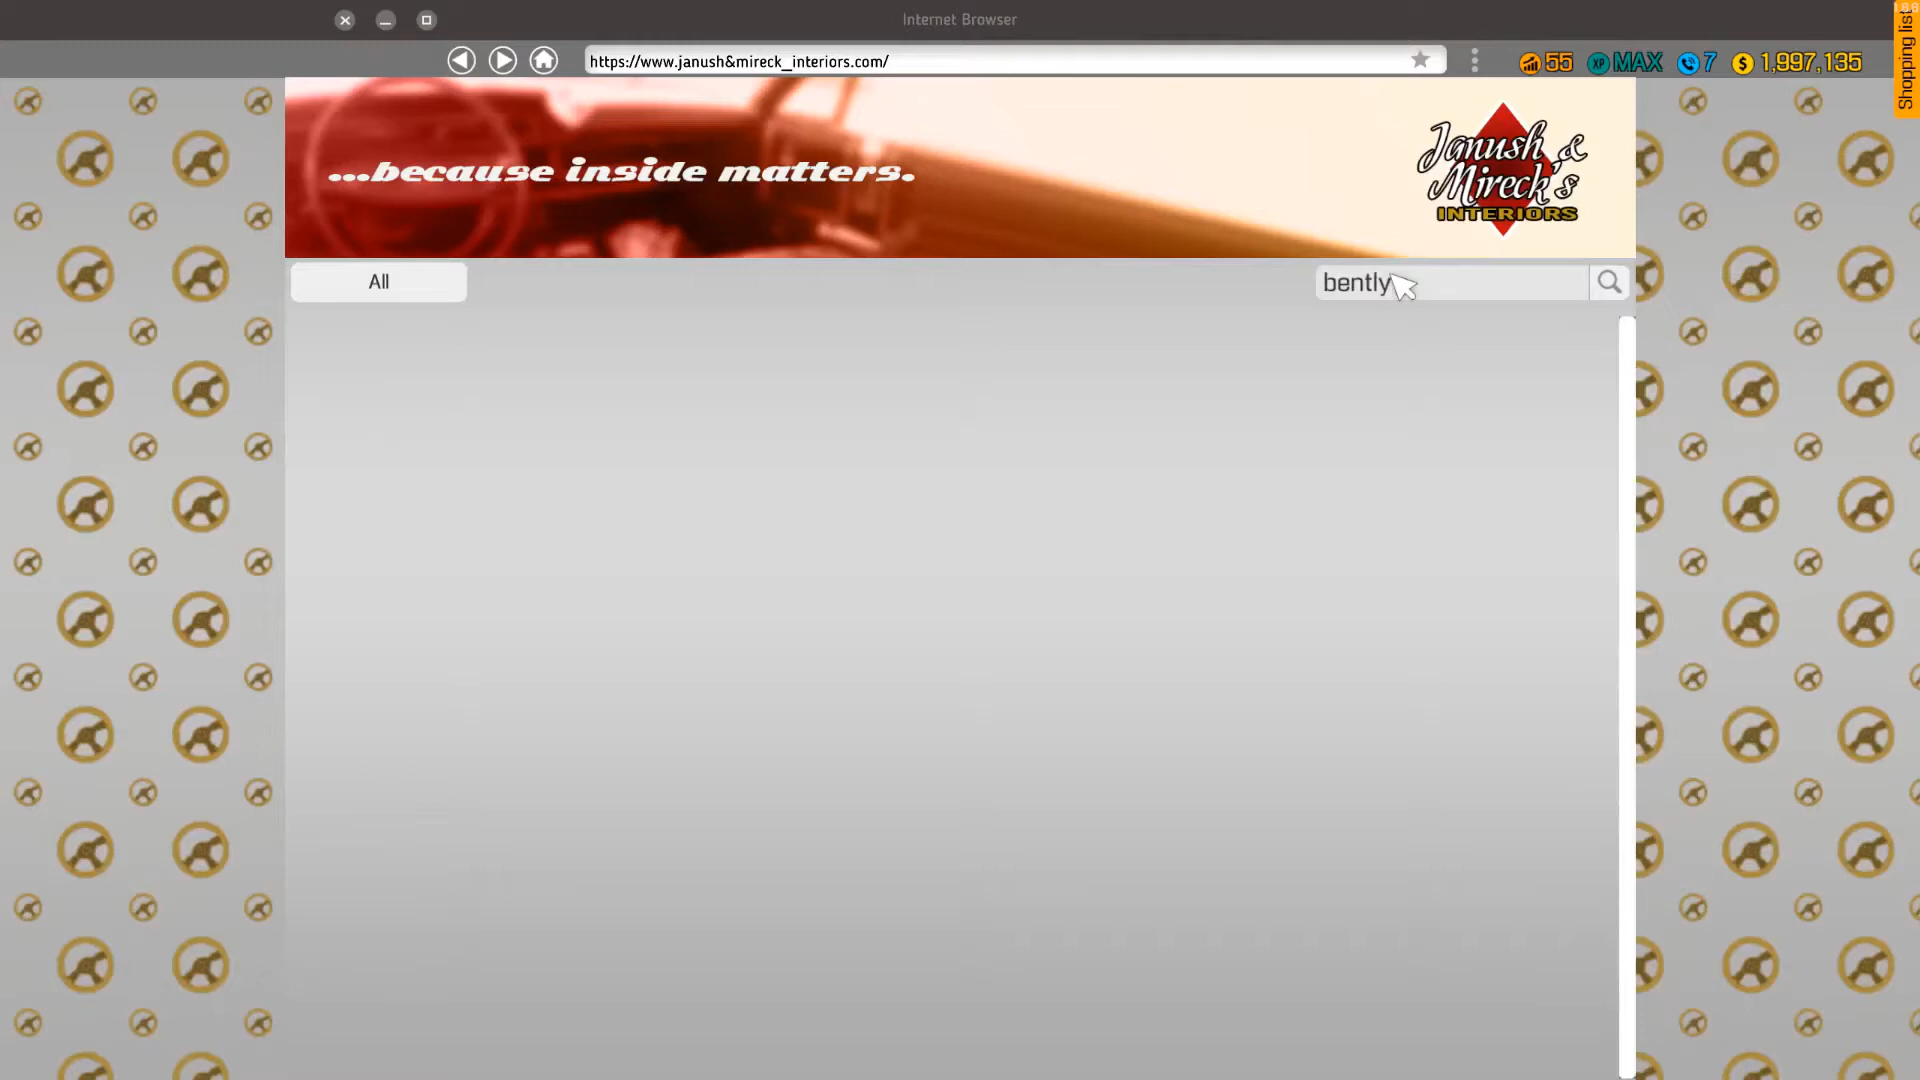 Internet Browser
https://www.janush&mireck_interiors.com/
55
XP MAX
7
$ 1,997,135
Shopping list
...because inside matters.
Janush &
Mireck's
INTERIORS
All
bently